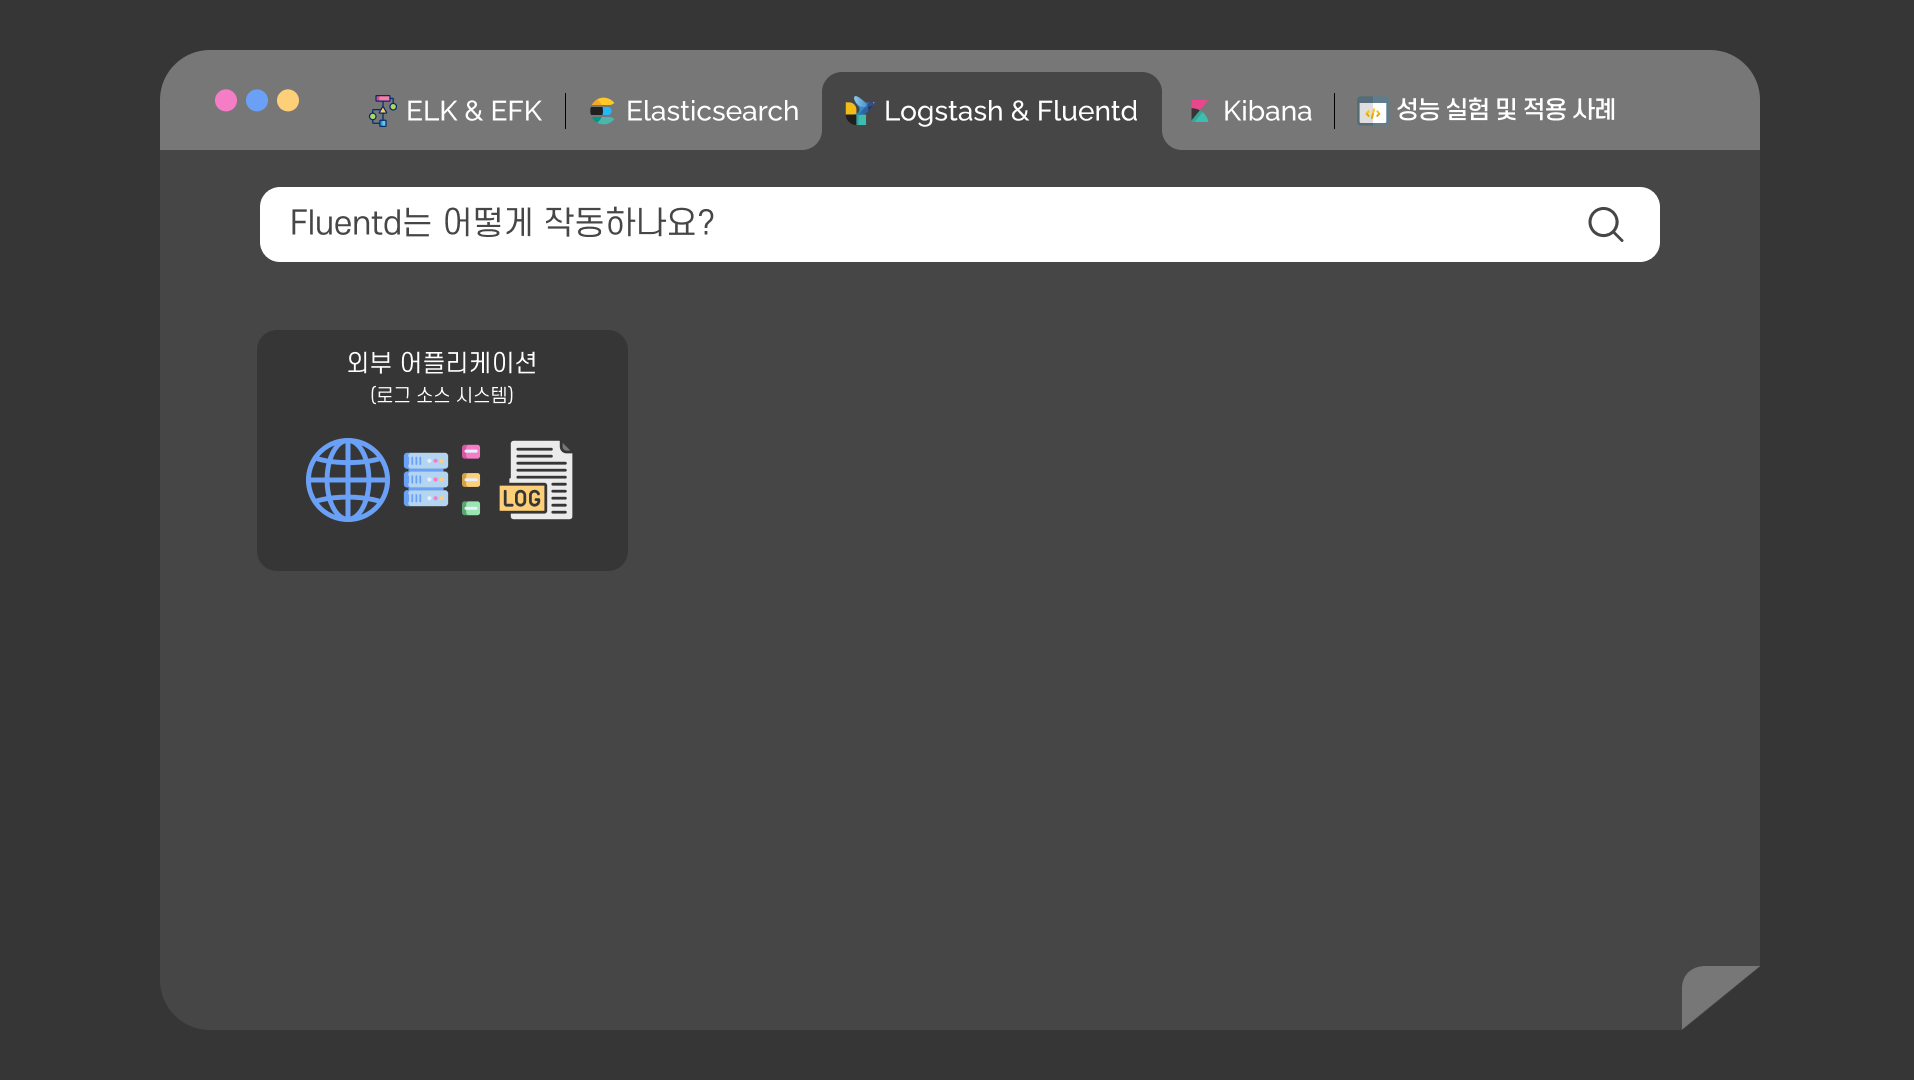 ELK & EFK
Elasticsearch
Logstash & Fluentd
Kibana
성능 실험 및 적용 사례
Fluentd는 어떻게 작동하나요?
외부 어플리케이션
(로그 소스 시스템)
LOG